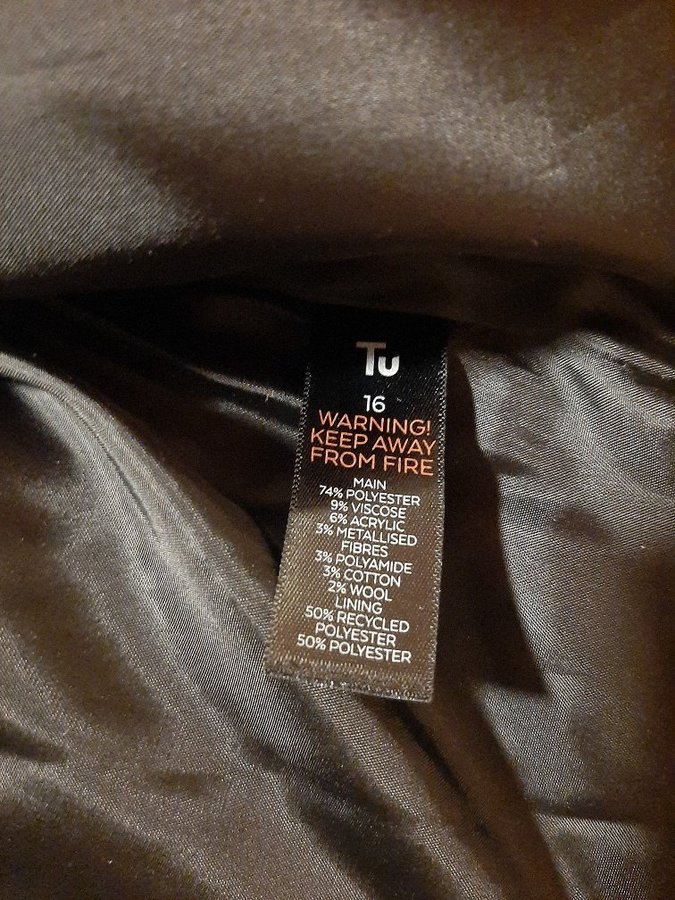 Tu
16
WARNING!
KEEP AWAY
FROM FIRE
MAIN
74% POLYESTER
9% VISCOSE
6% ACRYLIC
3% METALLISED
FIBRES
3% POLYAMIDE
3% COTTON
2% WOOL
LINING
50% RECYCLED
POLYESTER
50% POLYESTER